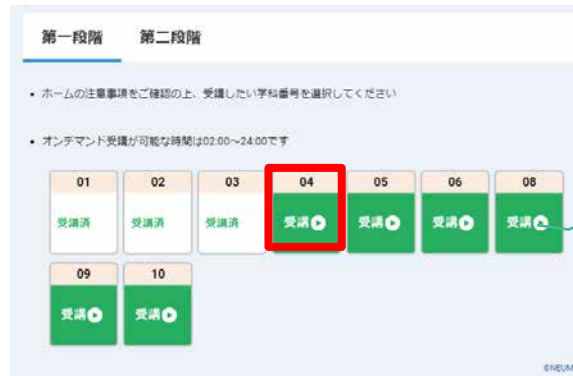 第一段階 第二段階
• ホームの注意事項をご確認の上、受講したい学科番号を選択してください
• オンデマンド受講が可能な時間は02:00～24:00です
01 02 03 04 05 06 08
受講済 受講済 受講済 受講 受講 受講 受講
09 10
受講 受講
©NEUM